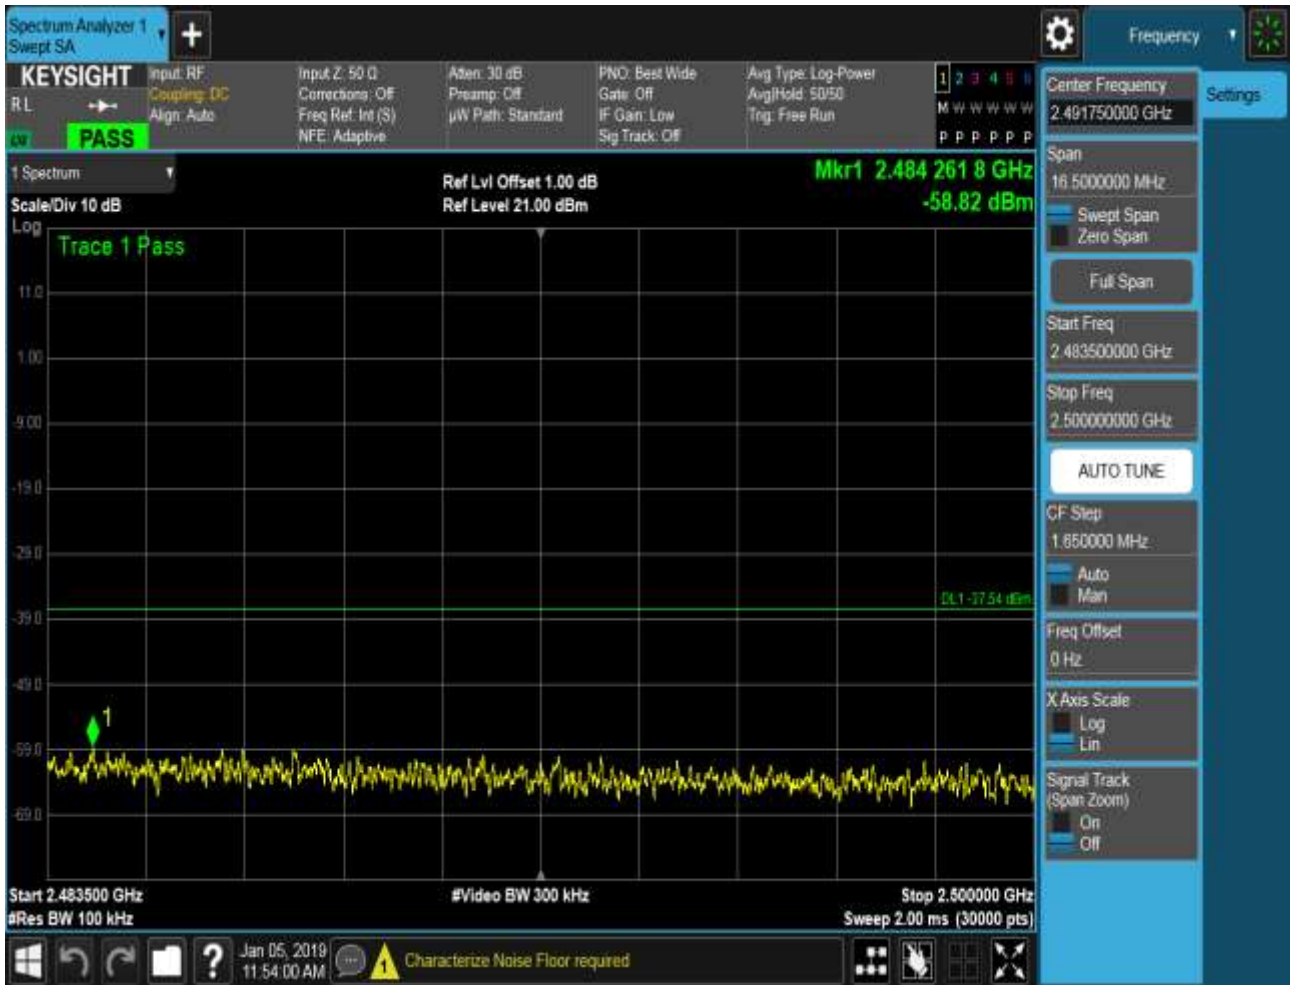 Spectrum Analyzer 1
Swept SA
+
Frequency
KEYSIGHT
Input: RF
Coupling: DC
Align: Auto
RL
PASS
Input Z: 50 Ω
Corrections: Off
Freq Ref: Int (S)
NFE: Adaptive
Atten: 30 dB
Preamp: Off
µW Path: Standard
PNO: Best Wide
Gate: Off
IF Gain: Low
Sig Track: Off
Avg Type: Log-Power
Avg|Hold: 50/50
Trig: Free Run
1 2 3 4 5 6
M W W W W W
P P P P P P
1 Spectrum
Scale/Div 10 dB
Ref Lvl Offset 1.00 dB
Ref Level 21.00 dBm
Mkr1 2.484 261 8 GHz
-58.82 dBm
Log
Trace 1 Pass
11.0
1.00
-9.00
-19.0
-29.0
-39.0
-49.0
-59.0
-69.0
DL1 -37.54 dBm
1
Start 2.483500 GHz
#Res BW 100 kHz
#Video BW 300 kHz
Stop 2.500000 GHz
Sweep 2.00 ms (30000 pts)
Center Frequency
2.491750000 GHz
Settings
Span
16.5000000 MHz
Swept Span
Zero Span
Full Span
Start Freq
2.483500000 GHz
Stop Freq
2.500000000 GHz
AUTO TUNE
CF Step
1.650000 MHz
Auto
Man
Freq Offset
0 Hz
X Axis Scale
Log
Lin
Signal Track
(Span Zoom)
On
Off
?
Jan 05, 2019
11:54:00 AM
1
Characterize Noise Floor required